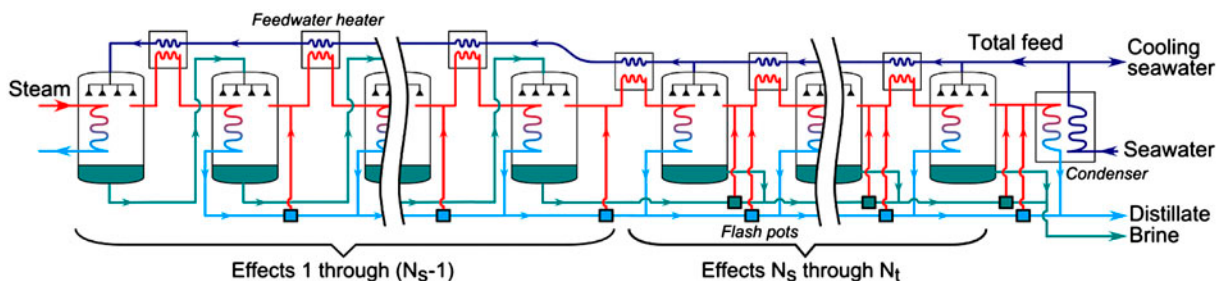 Feedwater heater
Total feed
Cooling
seawater
Steam
Seawater
Condenser
Distillate
Flash pots
Brine
Effects 1 through (Ns-1)
Effects Ns through Nt